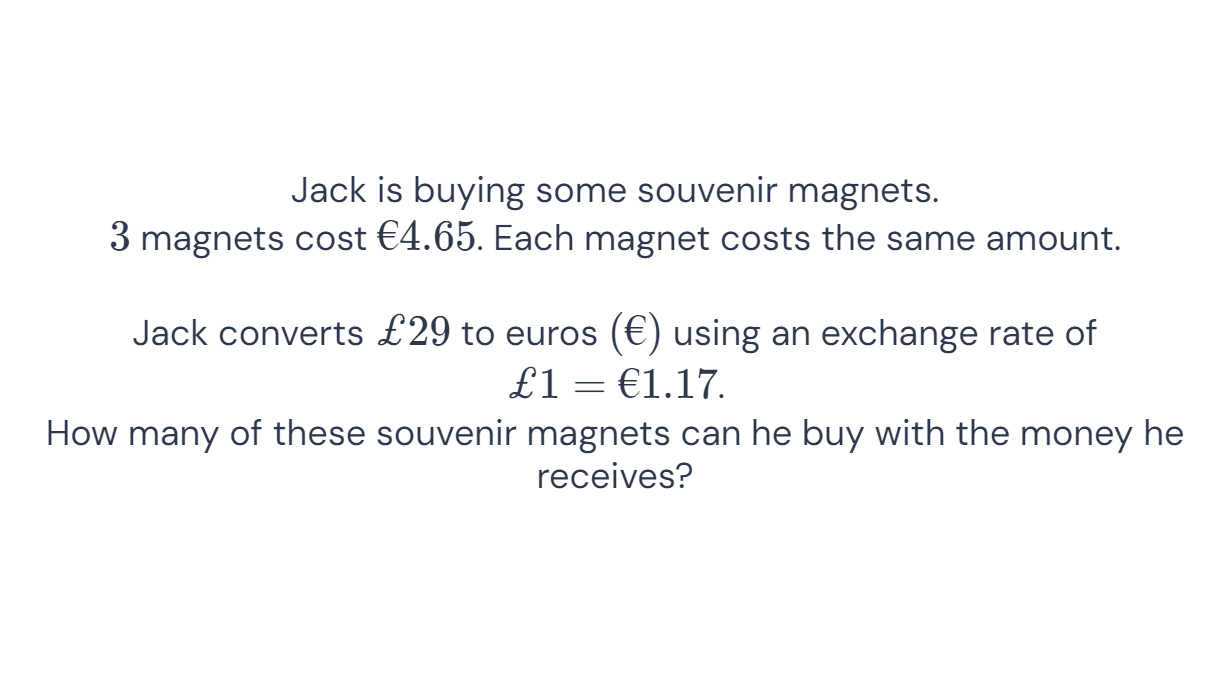 Jack is buying some souvenir magnets.
3 magnets cost €4.65. Each magnet costs the same amount.
Jack converts £29 to euros (€) using an exchange rate of
£1 = €1.17.
How many of these souvenir magnets can he buy with the money he
receives?